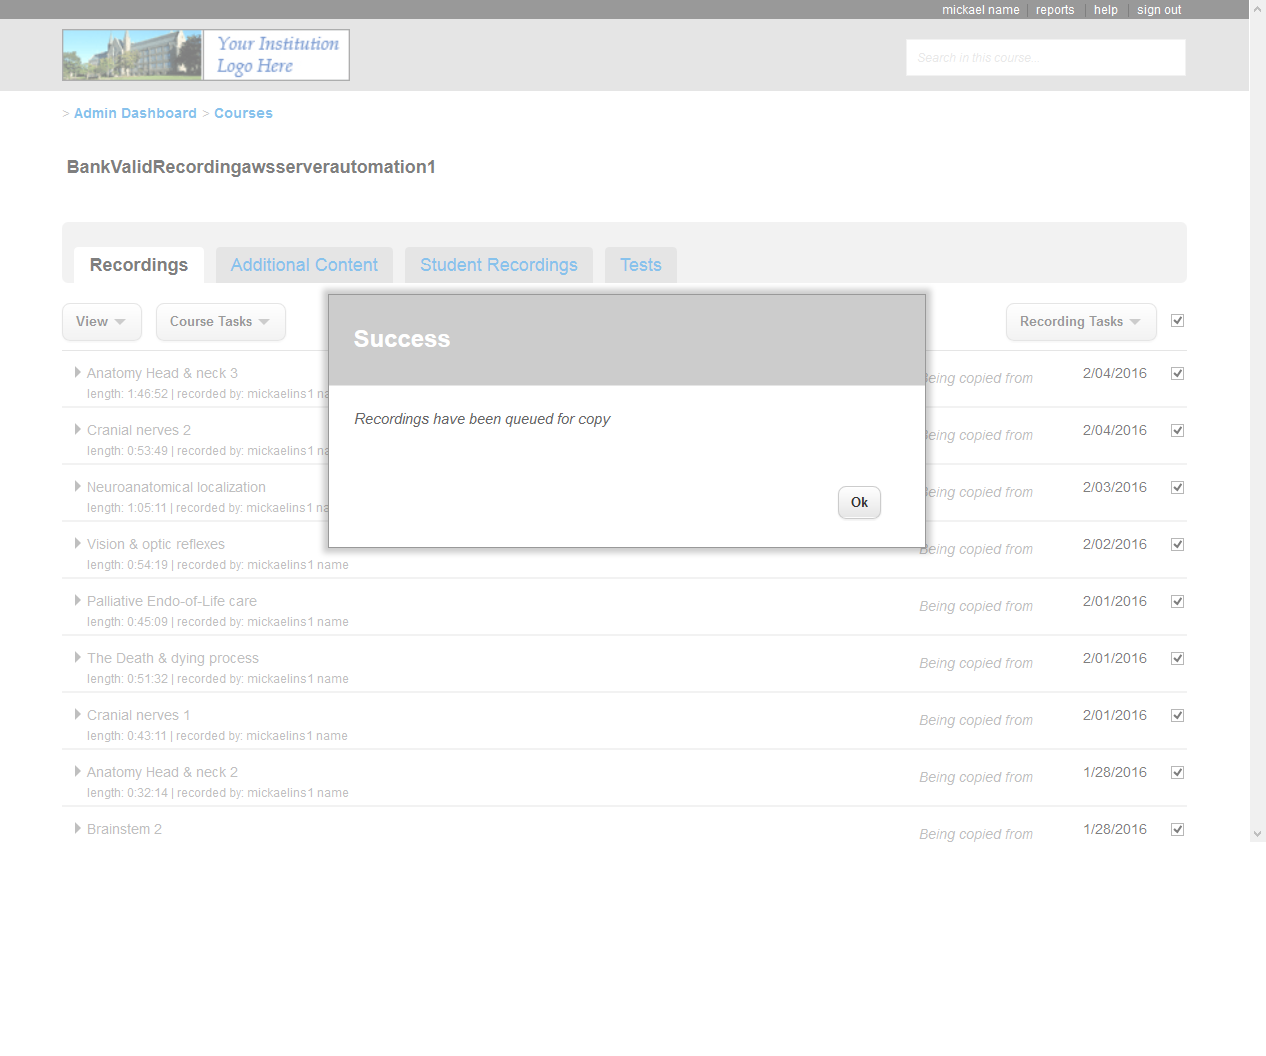 mickael name | reports | help | sign out
Your Institution
Logo Here
Search in this course...
> Admin Dashboard > Courses
BankValidRecordingawsserverautomation1
Recordings Additional Content Student Recordings Tests
View Course Tasks Recording Tasks
Success
Recordings have been queued for copy
Ok
Anatomy Head & neck 3 Being copied from 2/04/2016
length: 1:46:52 | recorded by: mickaelins1 na
Cranial nerves 2 Being copied from 2/04/2016
length: 0:53:49 | recorded by: mickaelins1 na
Neuroanatomical localization Being copied from 2/03/2016
length: 1:05:11 | recorded by: mickaelins1 na
Vision & optic reflexes Being copied from 2/02/2016
length: 0:54:19 | recorded by: mickaelins1 name
Palliative Endo-of-Life care Being copied from 2/01/2016
length: 0:45:09 | recorded by: mickaelins1 name
The Death & dying process Being copied from 2/01/2016
length: 0:51:32 | recorded by: mickaelins1 name
Cranial nerves 1 Being copied from 2/01/2016
length: 0:43:11 | recorded by: mickaelins1 name
Anatomy Head & neck 2 Being copied from 1/28/2016
length: 0:32:14 | recorded by: mickaelins1 name
Brainstem 2 Being copied from 1/28/2016